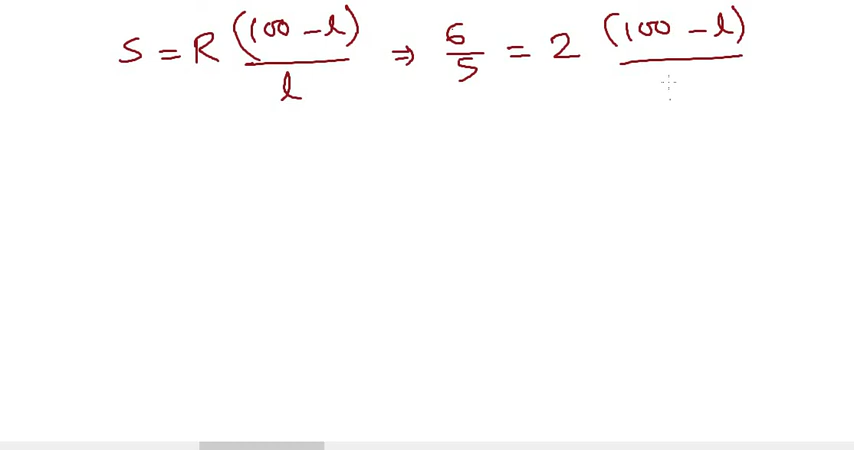 S = R (100 - l) / l ⇒ 6/5 = 2 (100 - l) /